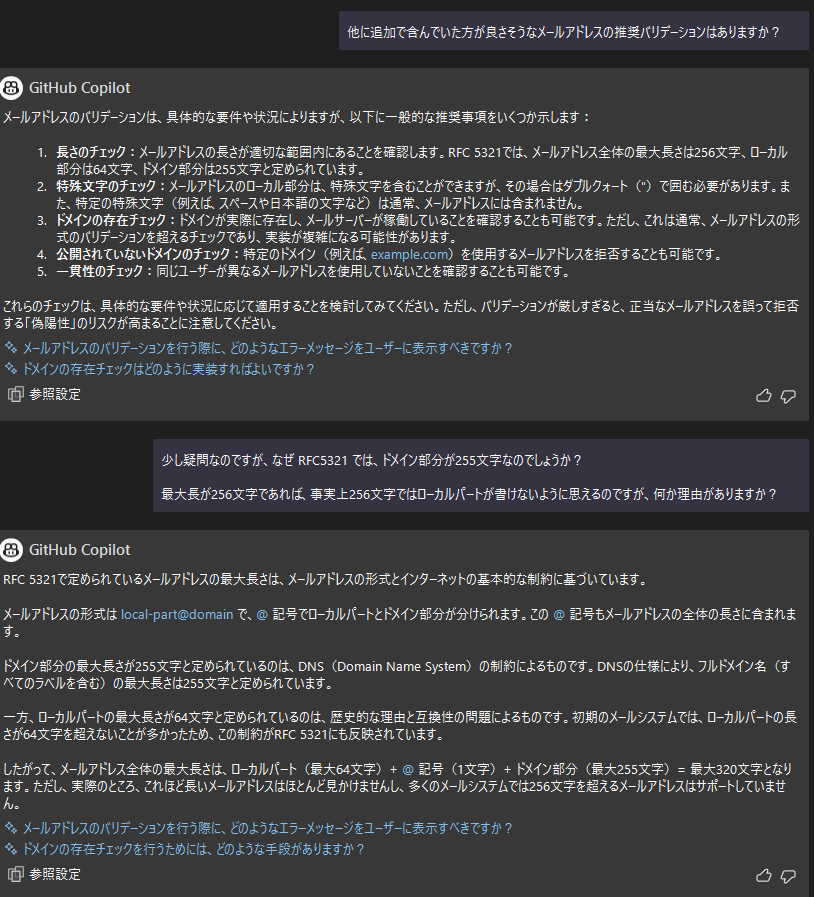 他に追加で含んでいた方が良さそうなメールアドレスの推奨バリデーションはありますか？
GitHub Copilot
メールアドレスのバリデーションは、具体的な要件や状況によりますが、以下に一般的な推奨事項をいくつか示します：
1. 長さのチェック：メールアドレスの長さが適切な範囲内にあることを確認します。RFC 5321では、メールアドレス全体の最大長さは256文字、ローカル
部分は64文字、ドメイン部分は255文字と定められています。
2. 特殊文字のチェック：メールアドレスのローカル部分は、特殊文字を含むことができますが、その場合はダブルクォート（"）で囲む必要があります。ま
た、特定の特殊文字（例えば、スペースや日本語の文字など）は通常、メールアドレスには含まれません。
3. ドメインの存在チェック：ドメインが実際に存在し、メールサーバーが稼働していることを確認することも可能です。ただし、これは通常、メールアドレスの形
式のバリデーションを超えるチェックであり、実装が複雑になる可能性があります。
4. 公開されていないドメインのチェック：特定のドメイン（例えば、example.com）を使用するメールアドレスを拒否することも可能です。
5. 一貫性のチェック：同じユーザーが異なるメールアドレスを使用していないことを確認することも可能です。
これらのチェックは、具体的な要件や状況に応じて適用することを検討してみてください。ただし、バリデーションが厳しすぎると、正当なメールアドレスを誤って拒否
する「偽陽性」のリスクが高まることに注意してください。
メールアドレスのバリデーションを行う際に、どのようなエラーメッセージをユーザーに表示すべきですか？
ドメインの存在チェックはどのように実装すればよいですか？
参照設定
少し疑問なのですが、なぜ RFC5321 では、ドメイン部分が255文字なのでしょうか？
最大長が256文字であれば、事実上256文字ではローカルパートが書けないように思えるのですが、何か理由がありますか？
GitHub Copilot
RFC 5321で定められているメールアドレスの最大長さは、メールアドレスの形式とインターネットの基本的な制約に基づいています。
メールアドレスの形式は local-part@domain で、@ 記号でローカルパートとドメイン部分が分けられます。この @ 記号もメールアドレスの全体の長さに含まれま
す。
ドメイン部分の最大長さが255文字と定められているのは、DNS（Domain Name System）の制約によるものです。DNSの仕様により、フルドメイン名（す
べてのラベルを含む）の最大長さは255文字と定められています。
一方、ローカルパートの最大長さが64文字と定められているのは、歴史的な理由と互換性の問題によるものです。初期のメールシステムでは、ローカルパートの長
さが64文字を超えないことが多かったため、この制約がRFC 5321にも反映されています。
したがって、メールアドレス全体の最大長さは、ローカルパート（最大64文字）+ @ 記号（1文字）+ ドメイン部分（最大255文字）= 最大320文字となり
ます。ただし、実際のところ、これほど長いメールアドレスはほとんど見かけませんし、多くのメールシステムでは256文字を超えるメールアドレスはサポートしていませ
ん。
メールアドレスのバリデーションを行う際に、どのようなエラーメッセージをユーザーに表示すべきですか？
ドメインの存在チェックを行うためには、どのような手段がありますか？
参照設定